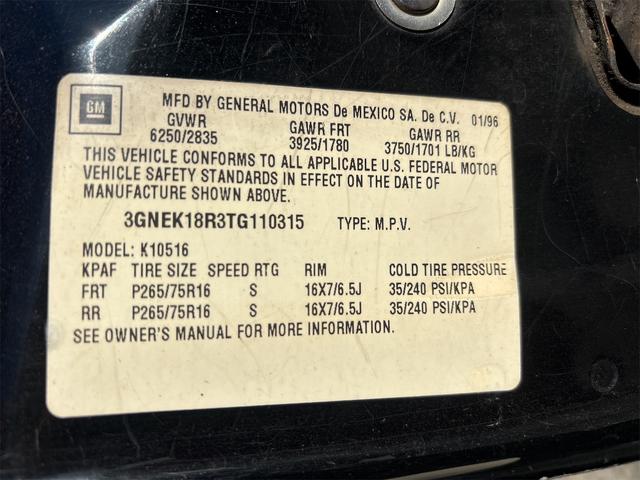 GM
MFD BY GENERAL MOTORS De MEXICO SA. De C.V. 01/96
GVWR GAWR FRT GAWR RR
6250/2835 3925/1780 3750/1701 LB/KG
THIS VEHICLE CONFORMS TO ALL APPLICABLE U.S. FEDERAL MOTOR
VEHICLE SAFETY STANDARDS IN EFFECT ON THE DATE OF
MANUFACTURE SHOWN ABOVE.
3GNEK18R3TG110315 TYPE: M.P.V.
MODEL: K10516
KPAF TIRE SIZE SPEED RTG RIM COLD TIRE PRESSURE
FRT P265/75R16 S 16X7/6.5J 35/240 PSI/KPA
RR P265/75R16 S 16X7/6.5J 35/240 PSI/KPA
SEE OWNER'S MANUAL FOR MORE INFORMATION.